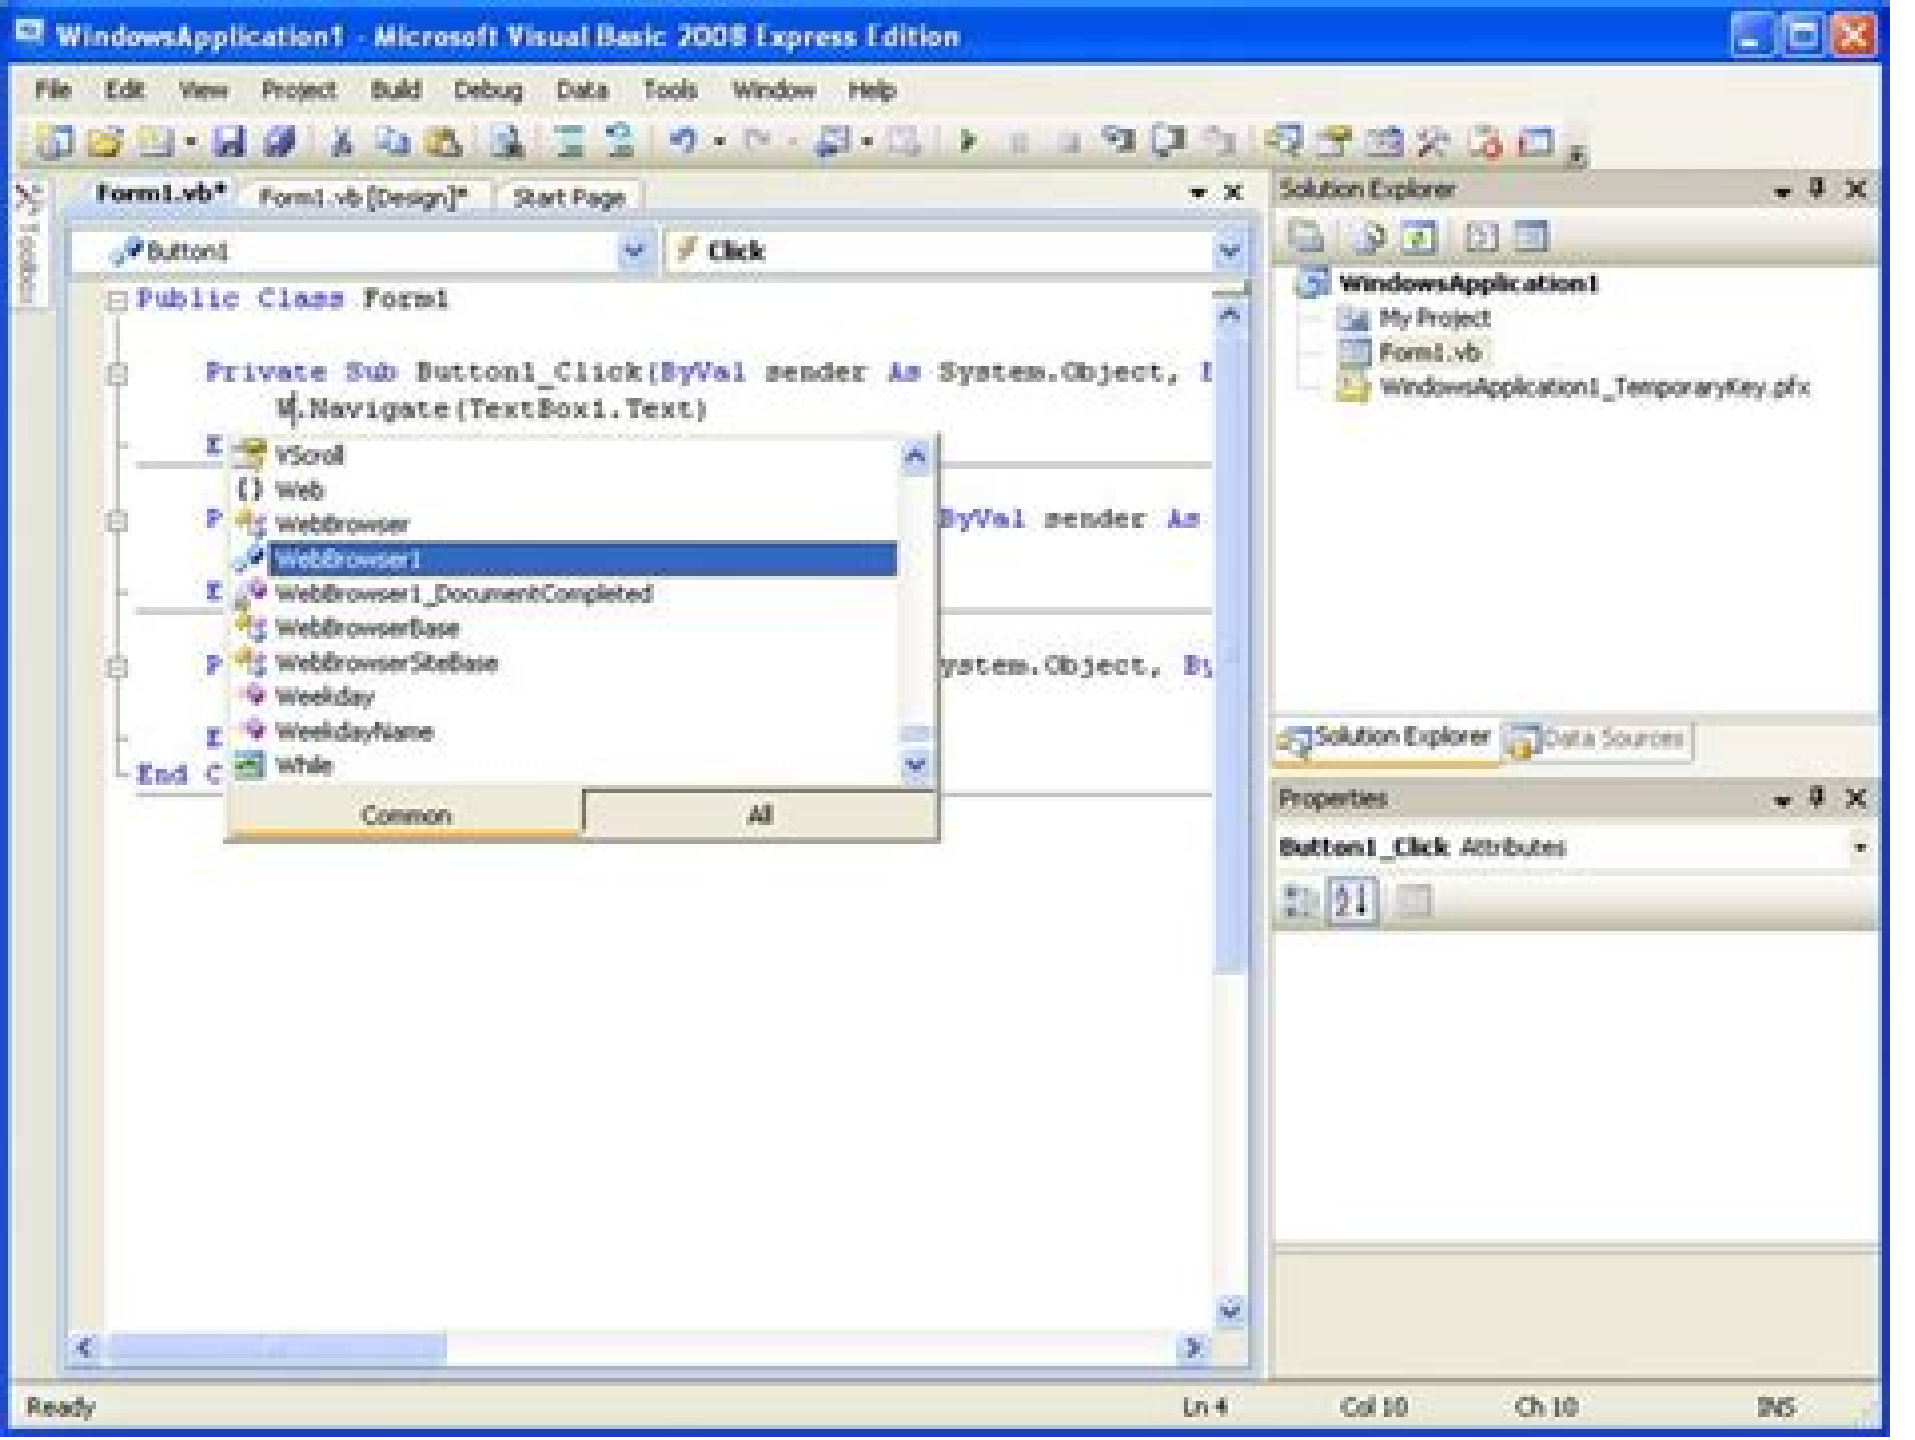 WindowsApplication1 - Microsoft Visual Basic 2008 Express Edition
File Edit View Project Build Debug Data Tools Window Help
Form1.vb* Form1.vb [Design]* Start Page
Toolbox
Button1 Click
Public Class Form1
Private Sub Button1_Click(ByVal sender As System.Object,
W.Navigate(TextBox1.Text)
E
VScroll
{} Web
WebBrowser
P ByVal sender As
WebBrowser1
E
WebBrowser1_DocumentCompleted
WebBrowserBase
WebBrowserSiteBase
P ystem.Object, By
Weekday
WeekdayName
E
While
End C
Common All
Solution Explorer
WindowsApplication1
My Project
Form1.vb
WindowsApplication1_TemporaryKey.pfx
Solution Explorer Data Sources
Properties
Button1_Click Attributes
Ready Ln 4 Col 10 Ch 10 INS